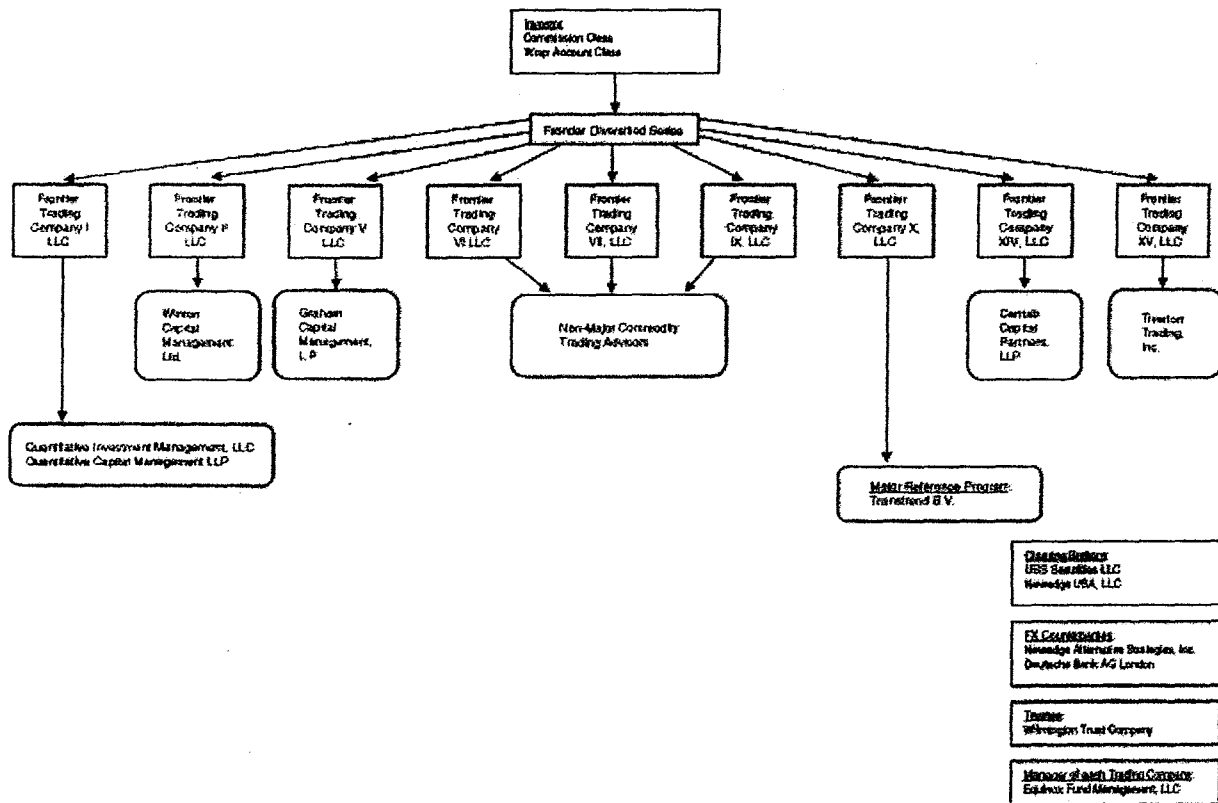 Investors
Commission Class
Wrap Account Class
Frontier Diversified Series
Frontier
Trading
Company I
LLC
Frontier
Trading
Company II
LLC
Frontier
Trading
Company V
LLC
Frontier
Trading
Company
VI LLC
Frontier
Trading
Company
VII, LLC
Frontier
Trading
Company
IX, LLC
Frontier
Trading
Company X,
LLC
Frontier
Trading
Company
XIV, LLC
Frontier
Trading
Company
XV, LLC
Winton
Capital
Management
Ltd.
Graham
Capital
Management,
L.P.
Non-Major Commodity
Trading Advisors
Cantab
Capital
Partners,
LLP
Tiverton
Trading,
Inc.
Quantitative Investment Management, LLC
Quantitative Capital Management LLP
Major Reference Program:
Transtrend B.V.
Clearing Brokers:
UBS Securities LLC
Newedge USA, LLC
FX Counterparties:
Newedge Alternative Strategies, Inc.
Deutsche Bank AG London
Trustee:
Wilmington Trust Company
Manager of each Trading Company:
Equinox Fund Management, LLC